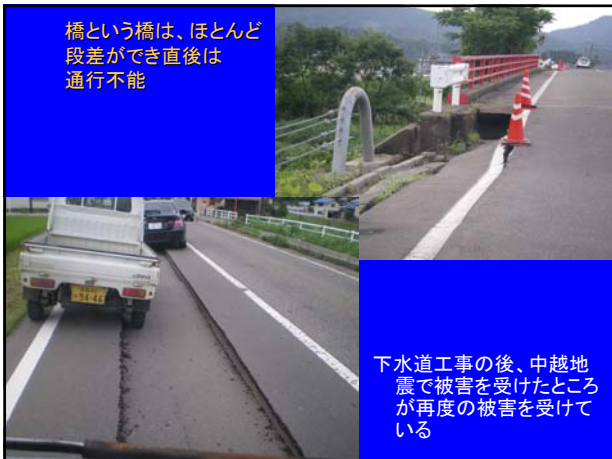 橋という橋は、ほとんど
段差ができ直後は
通行不能
下水道工事の後、中越地
震で被害を受けたところ
が再度の被害を受けて
いる